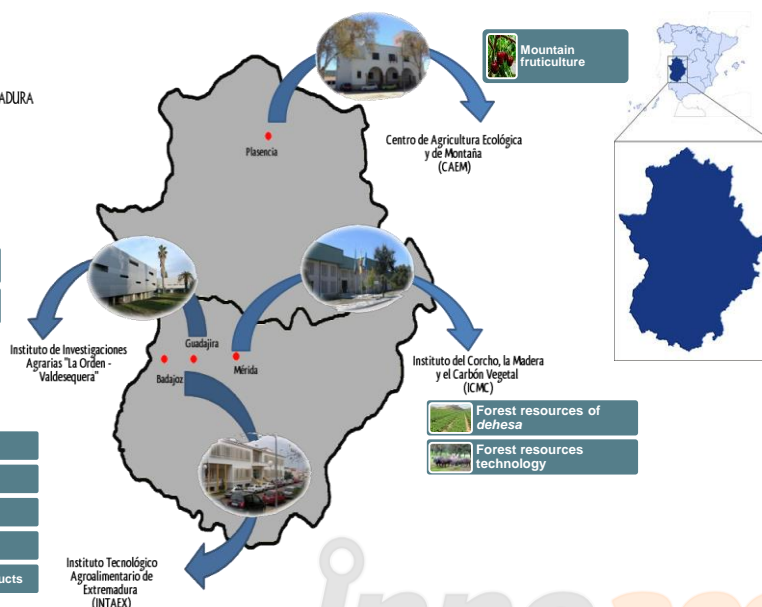 Mountain
fruticulture
Plasencia
Centro de Agricultura Ecológica
y de Montaña
(CAEM)
Guadajira
Badajoz
Mérida
Instituto de Investigaciones
Agrarias "La Orden -
Valdesequera"
Instituto del Corcho, la Madera
y el Carbón Vegetal
(ICMC)
Forest resources of
dehesa
Forest resources
technology
Instituto Tecnológico
Agroalimentario de
Extremadura
(INTAEX)